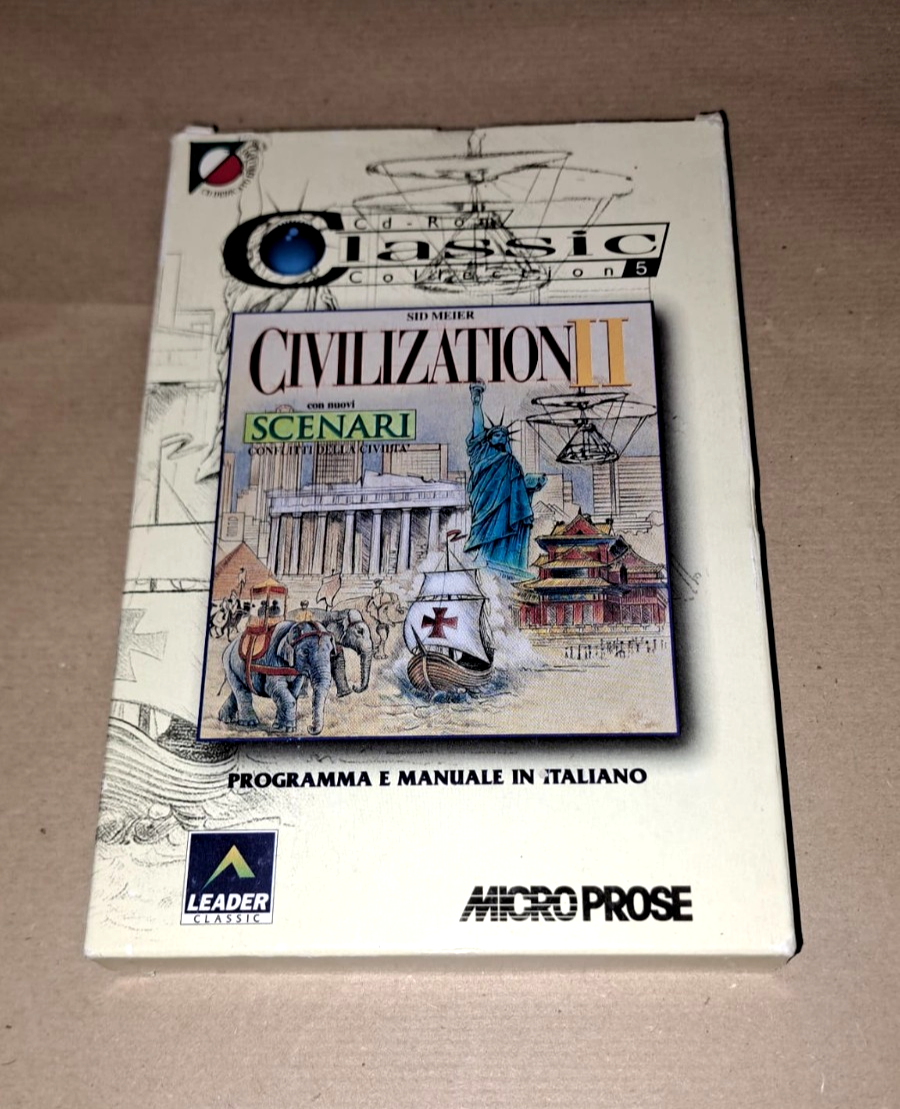 Cd-Rom
Classic
Collection 5
SID MEIER
CIVILIZATION II
con nuovi
SCENARI
CONFLITTI DELLA CIVILTA'
PROGRAMMA E MANUALE IN ITALIANO
LEADER
CLASSIC
MICROPROSE